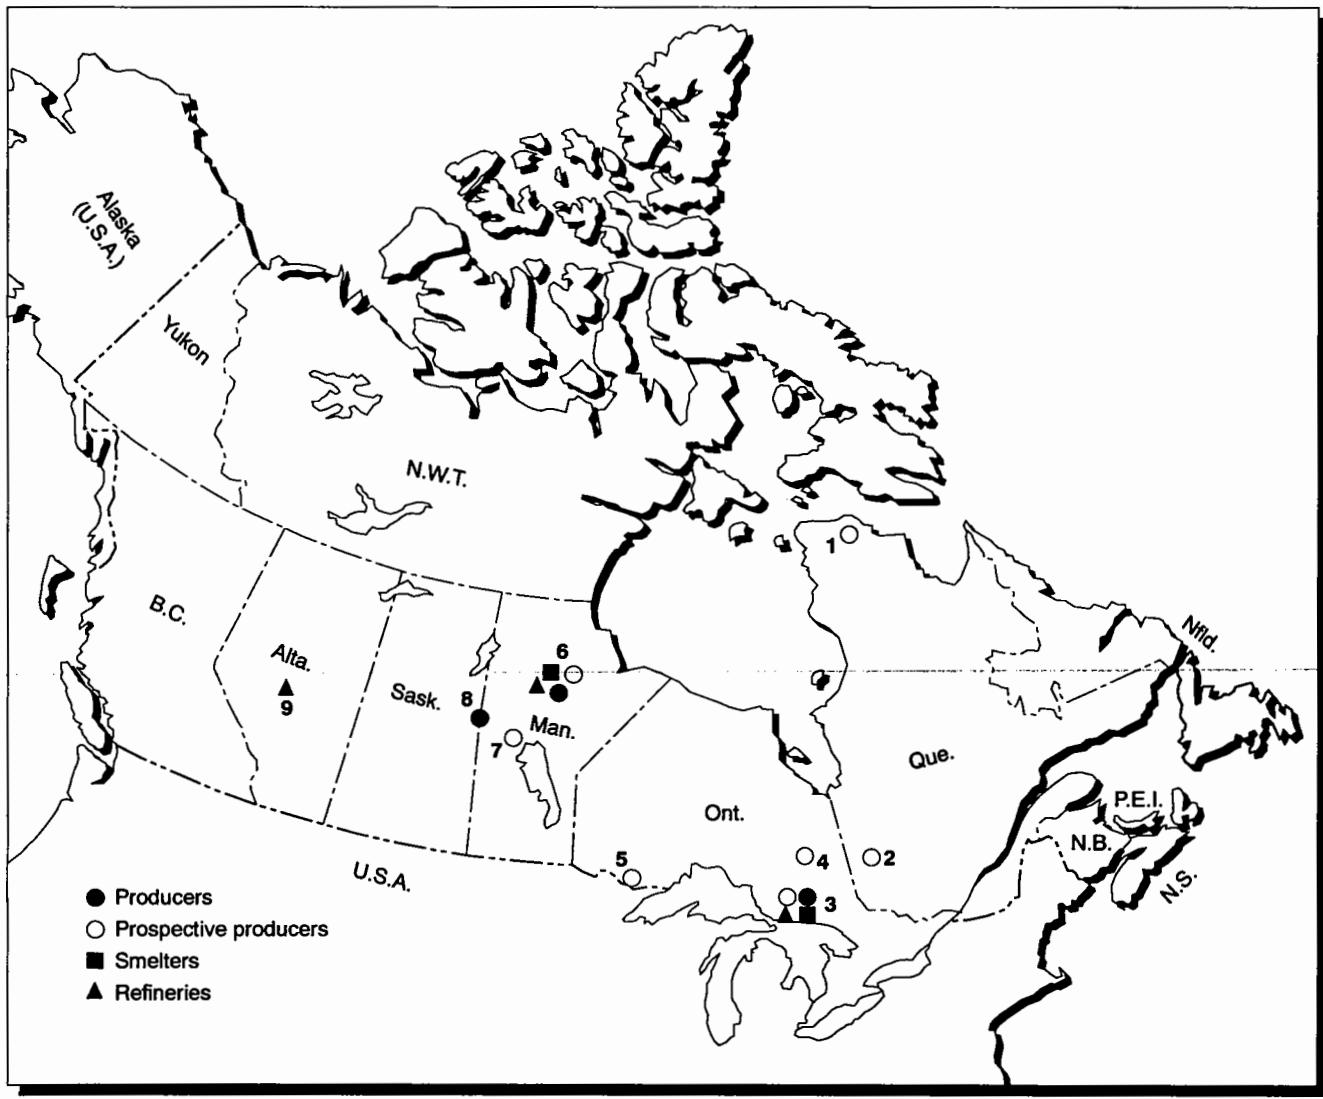 Alaska
(U.S.A.)
Yukon
N.W.T.
1
B.C.
Nfld.
Alta.
6
9
Sask.
8
Man.
7
Que.
P.E.I.
Ont.
N.B.
4
2
5
U.S.A.
N.S.
3
Producers
Prospective producers
Smelters
Refineries